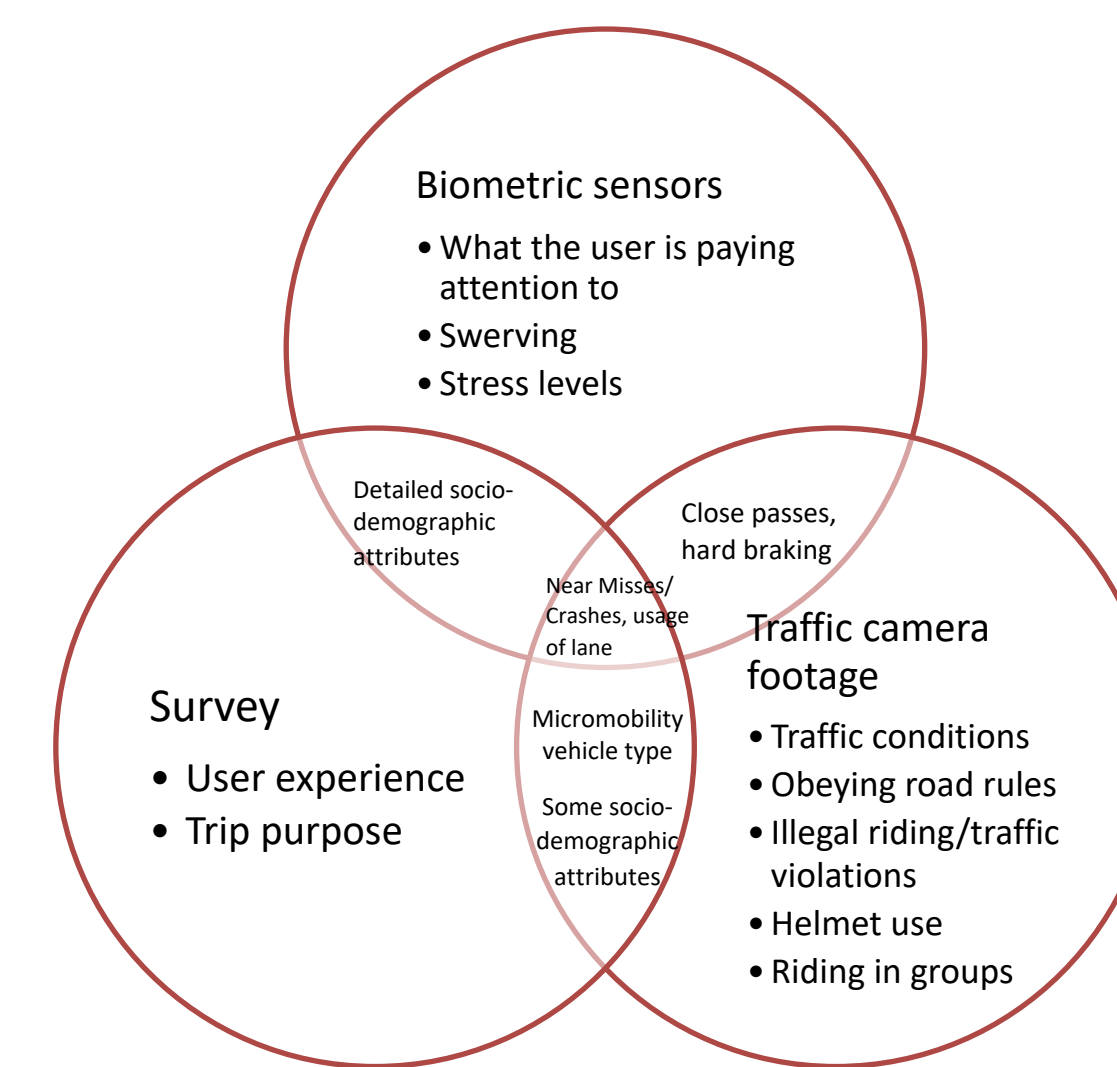 Biometric sensors
• What the user is paying
attention to
• Swerving
• Stress levels
Detailed socio-
demographic
attributes
Close passes,
hard braking
Near Misses/
Crashes, usage
of lane
Traffic camera
footage
• Traffic conditions
• Obeying road rules
• Illegal riding/traffic
violations
• Helmet use
• Riding in groups
Survey
• User experience
• Trip purpose
Micromobility
vehicle type
Some socio-
demographic
attributes